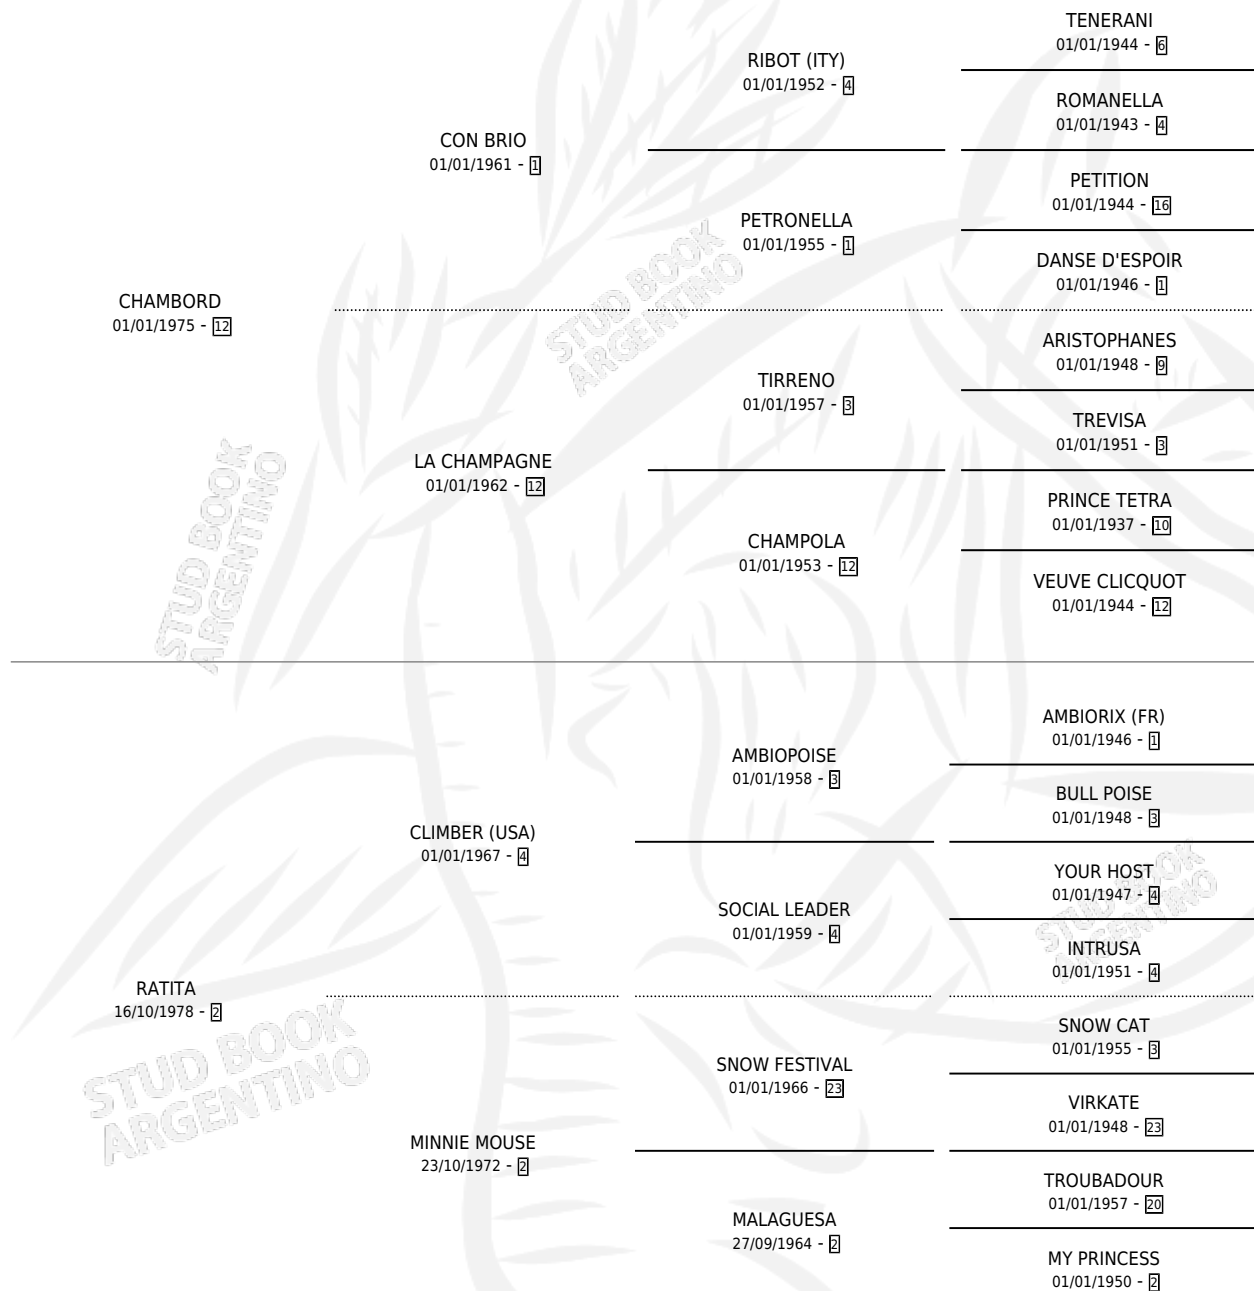 TENERANI
01/01/1944 - 6
RIBOT (ITY)
01/01/1952 - 4
ROMANELLA
01/01/1943 - 4
CON BRIO
01/01/1961 - 1
PETITION
01/01/1944 - 16
PETRONELLA
01/01/1955 - 1
DANSE D'ESPOIR
01/01/1946 - 1
CHAMBORD
01/01/1975 - 12
STUD BOOK
ARGENTINO
ARISTOPHANES
01/01/1948 - 9
TIRRENO
01/01/1957 - 3
TREVISA
01/01/1951 - 3
LA CHAMPAGNE
01/01/1962 - 12
PRINCE TETRA
01/01/1937 - 10
CHAMPOLA
01/01/1953 - 12
VEUVE CLICQUOT
01/01/1944 - 12
STUD BOOK
ARGENTINO
AMBIORIX (FR)
01/01/1946 - 1
AMBIOPOISE
01/01/1958 - 3
BULL POISE
01/01/1948 - 3
CLIMBER (USA)
01/01/1967 - 4
YOUR HOST
01/01/1947 - 4
SOCIAL LEADER
01/01/1959 - 4
INTRUSA
01/01/1951 - 4
STUD BOOK
ARGENTINO
RATITA
16/10/1978 - 2
SNOW CAT
01/01/1955 - 3
SNOW FESTIVAL
01/01/1966 - 23
VIRKATE
01/01/1948 - 23
STUD BOOK
ARGENTINO
MINNIE MOUSE
23/10/1972 - 2
TROUBADOUR
01/01/1957 - 20
MALAGUESA
27/09/1964 - 2
MY PRINCESS
01/01/1950 - 2